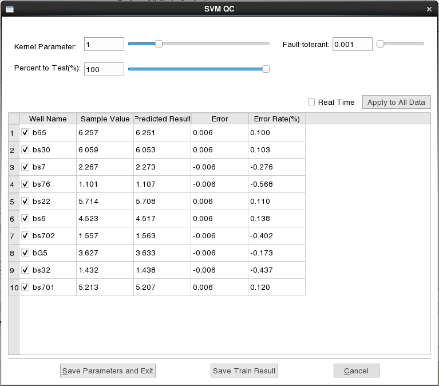 SVM QC
Kernel Parameter: 1 Fault-tolerant: 0.001
Percent to Test(%): 100
Real Time Apply to All Data
Well Name Sample Value Predicted Result Error Error Rate(%)
1 b65 6.257 6.251 0.006 0.100
2 bs30 6.059 6.053 0.006 0.103
3 bs7 2.267 2.273 -0.006 -0.276
4 bs76 1.101 1.107 -0.006 -0.568
5 bs22 5.714 5.708 0.006 0.110
6 bs6 4.523 4.517 0.006 0.138
7 bs702 1.557 1.563 -0.006 -0.402
8 bG5 3.627 3.633 -0.006 -0.173
9 bs32 1.432 1.438 -0.006 -0.437
10 bs701 5.213 5.207 0.006 0.120
Save Parameters and Exit Save Train Result Cancel